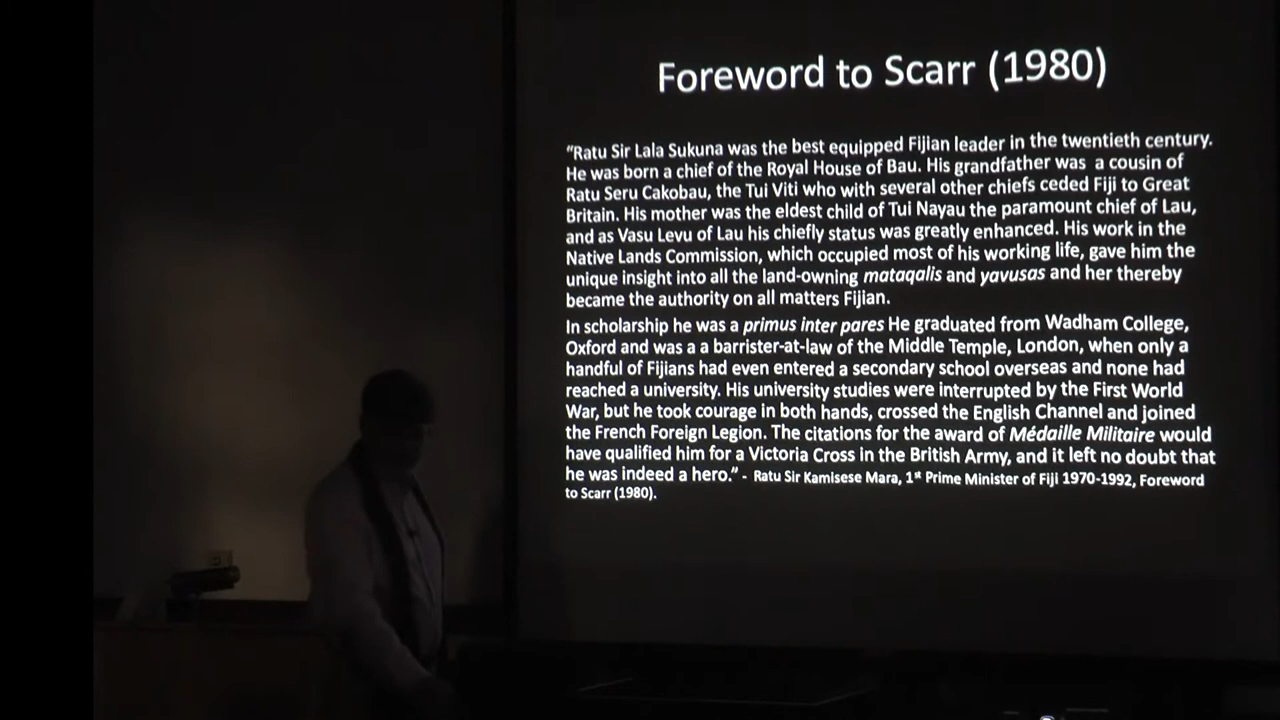 Foreword to Scarr (1980)
“Ratu Sir Lala Sukuna was the best equipped Fijian leader in the twentieth century.
He was born a chief of the Royal House of Bau. His grandfather was a cousin of
Ratu Seru Cakobau, the Tui Viti who with several other chiefs ceded Fiji to Great
Britain. His mother was the eldest child of Tui Nayau the paramount chief of Lau,
and as Vasu Levu of Lau his chiefly status was greatly enhanced. His work in the
Native Lands Commission, which occupied most of his working life, gave him the
unique insight into all the land-owning mataqalis and yavusas and her thereby
became the authority on all matters Fijian.
In scholarship he was a primus inter pares He graduated from Wadham College,
Oxford and was a a barrister-at-law of the Middle Temple, London, when only a
handful of Fijians had even entered a secondary school overseas and none had
reached a university. His university studies were interrupted by the First World
War, but he took courage in both hands, crossed the English Channel and joined
the French Foreign Legion. The citations for the award of Médaille Militaire would
have qualified him for a Victoria Cross in the British Army, and it left no doubt that
he was indeed a hero.” - Ratu Sir Kamisese Mara, 1st Prime Minister of Fiji 1970-1992, Foreword
to Scarr (1980).